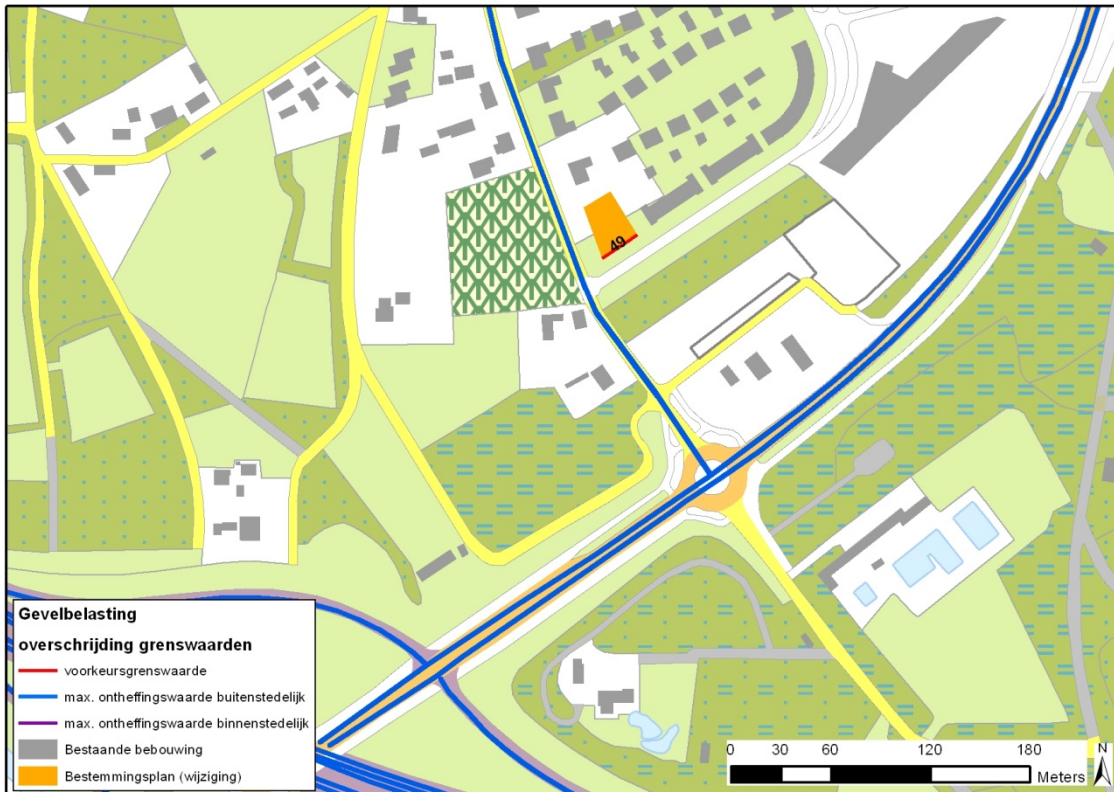 49
Gevelbelasting
overschrijding grenswaarden
voorkeursgrenswaarde
max. ontheffingswaarde buitenstedelijk
max. ontheffingswaarde binnenstedelijk
Bestaande bebouwing
Bestemmingsplan (wijziging)
0 30 60 120 180
Meters
N